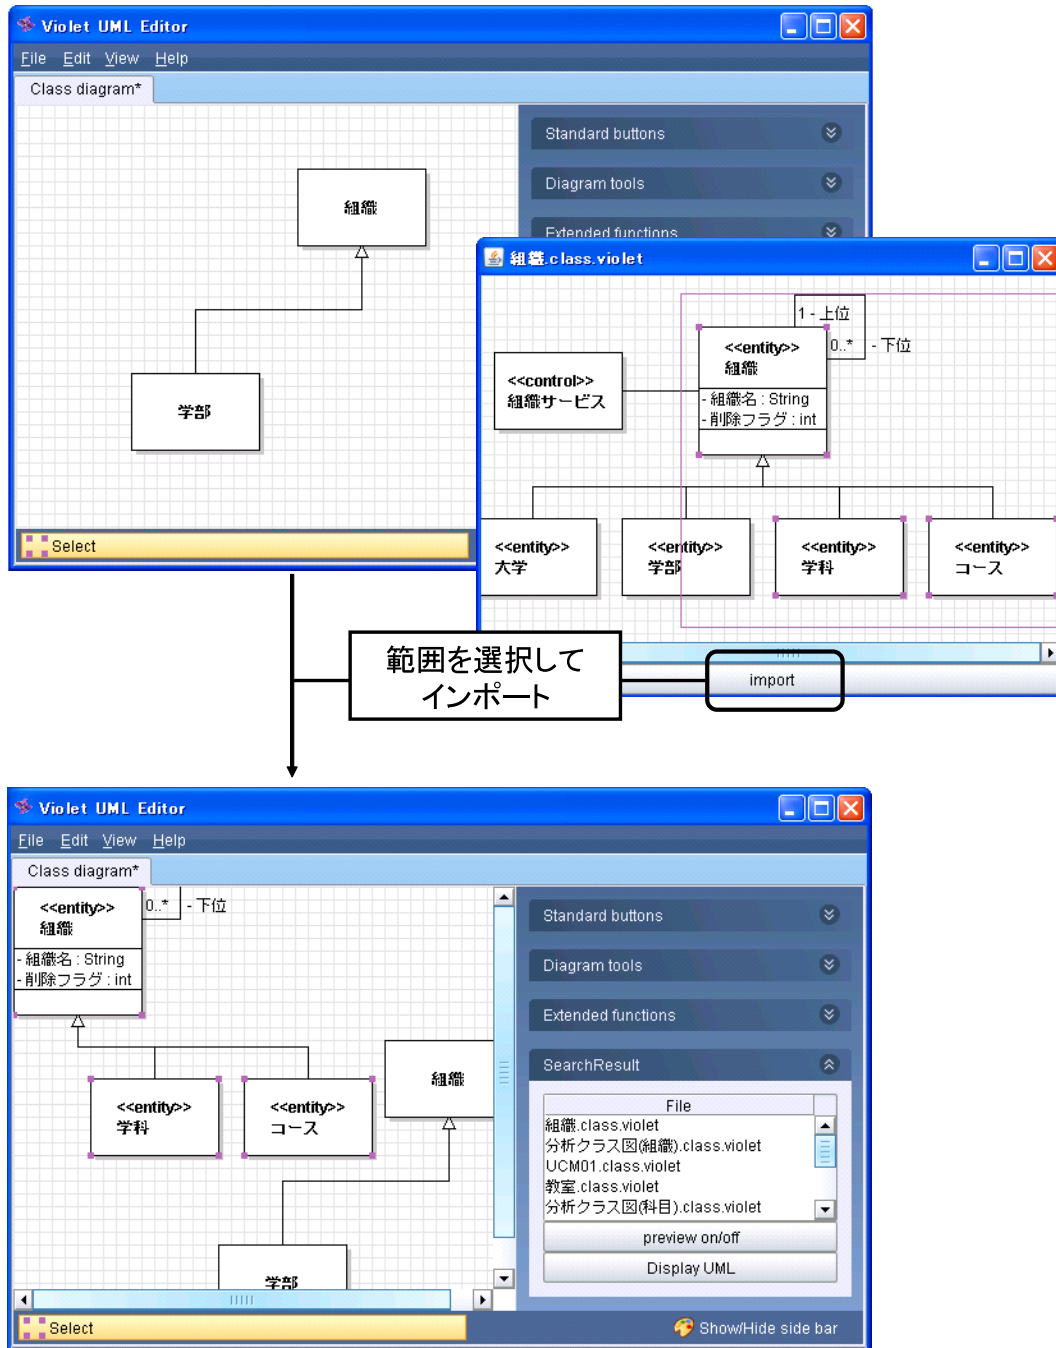 Violet UML Editor
File Edit View Help
Class diagram*
組織
学部
Standard buttons
Diagram tools
Extended functions
Select
組織.class.violet
1 - 上位
0..* - 下位
<<control>>
組織サービス
<<entity>>
組織
- 組織名 : String
- 削除フラグ : int
<<entity>>
大学
<<entity>>
学部
<<entity>>
学科
<<entity>>
コース
import
範囲を選択して
インポート
Violet UML Editor
File Edit View Help
Class diagram*
<<entity>>
組織
0..* - 下位
- 組織名 : String
- 削除フラグ : int
<<entity>>
学科
<<entity>>
コース
組織
学部
Standard buttons
Diagram tools
Extended functions
SearchResult
File
組織.class.violet
分析クラス図(組織).class.violet
UCM01.class.violet
教室.class.violet
分析クラス図(科目).class.violet
preview on/off
Display UML
Select
Show/Hide side bar